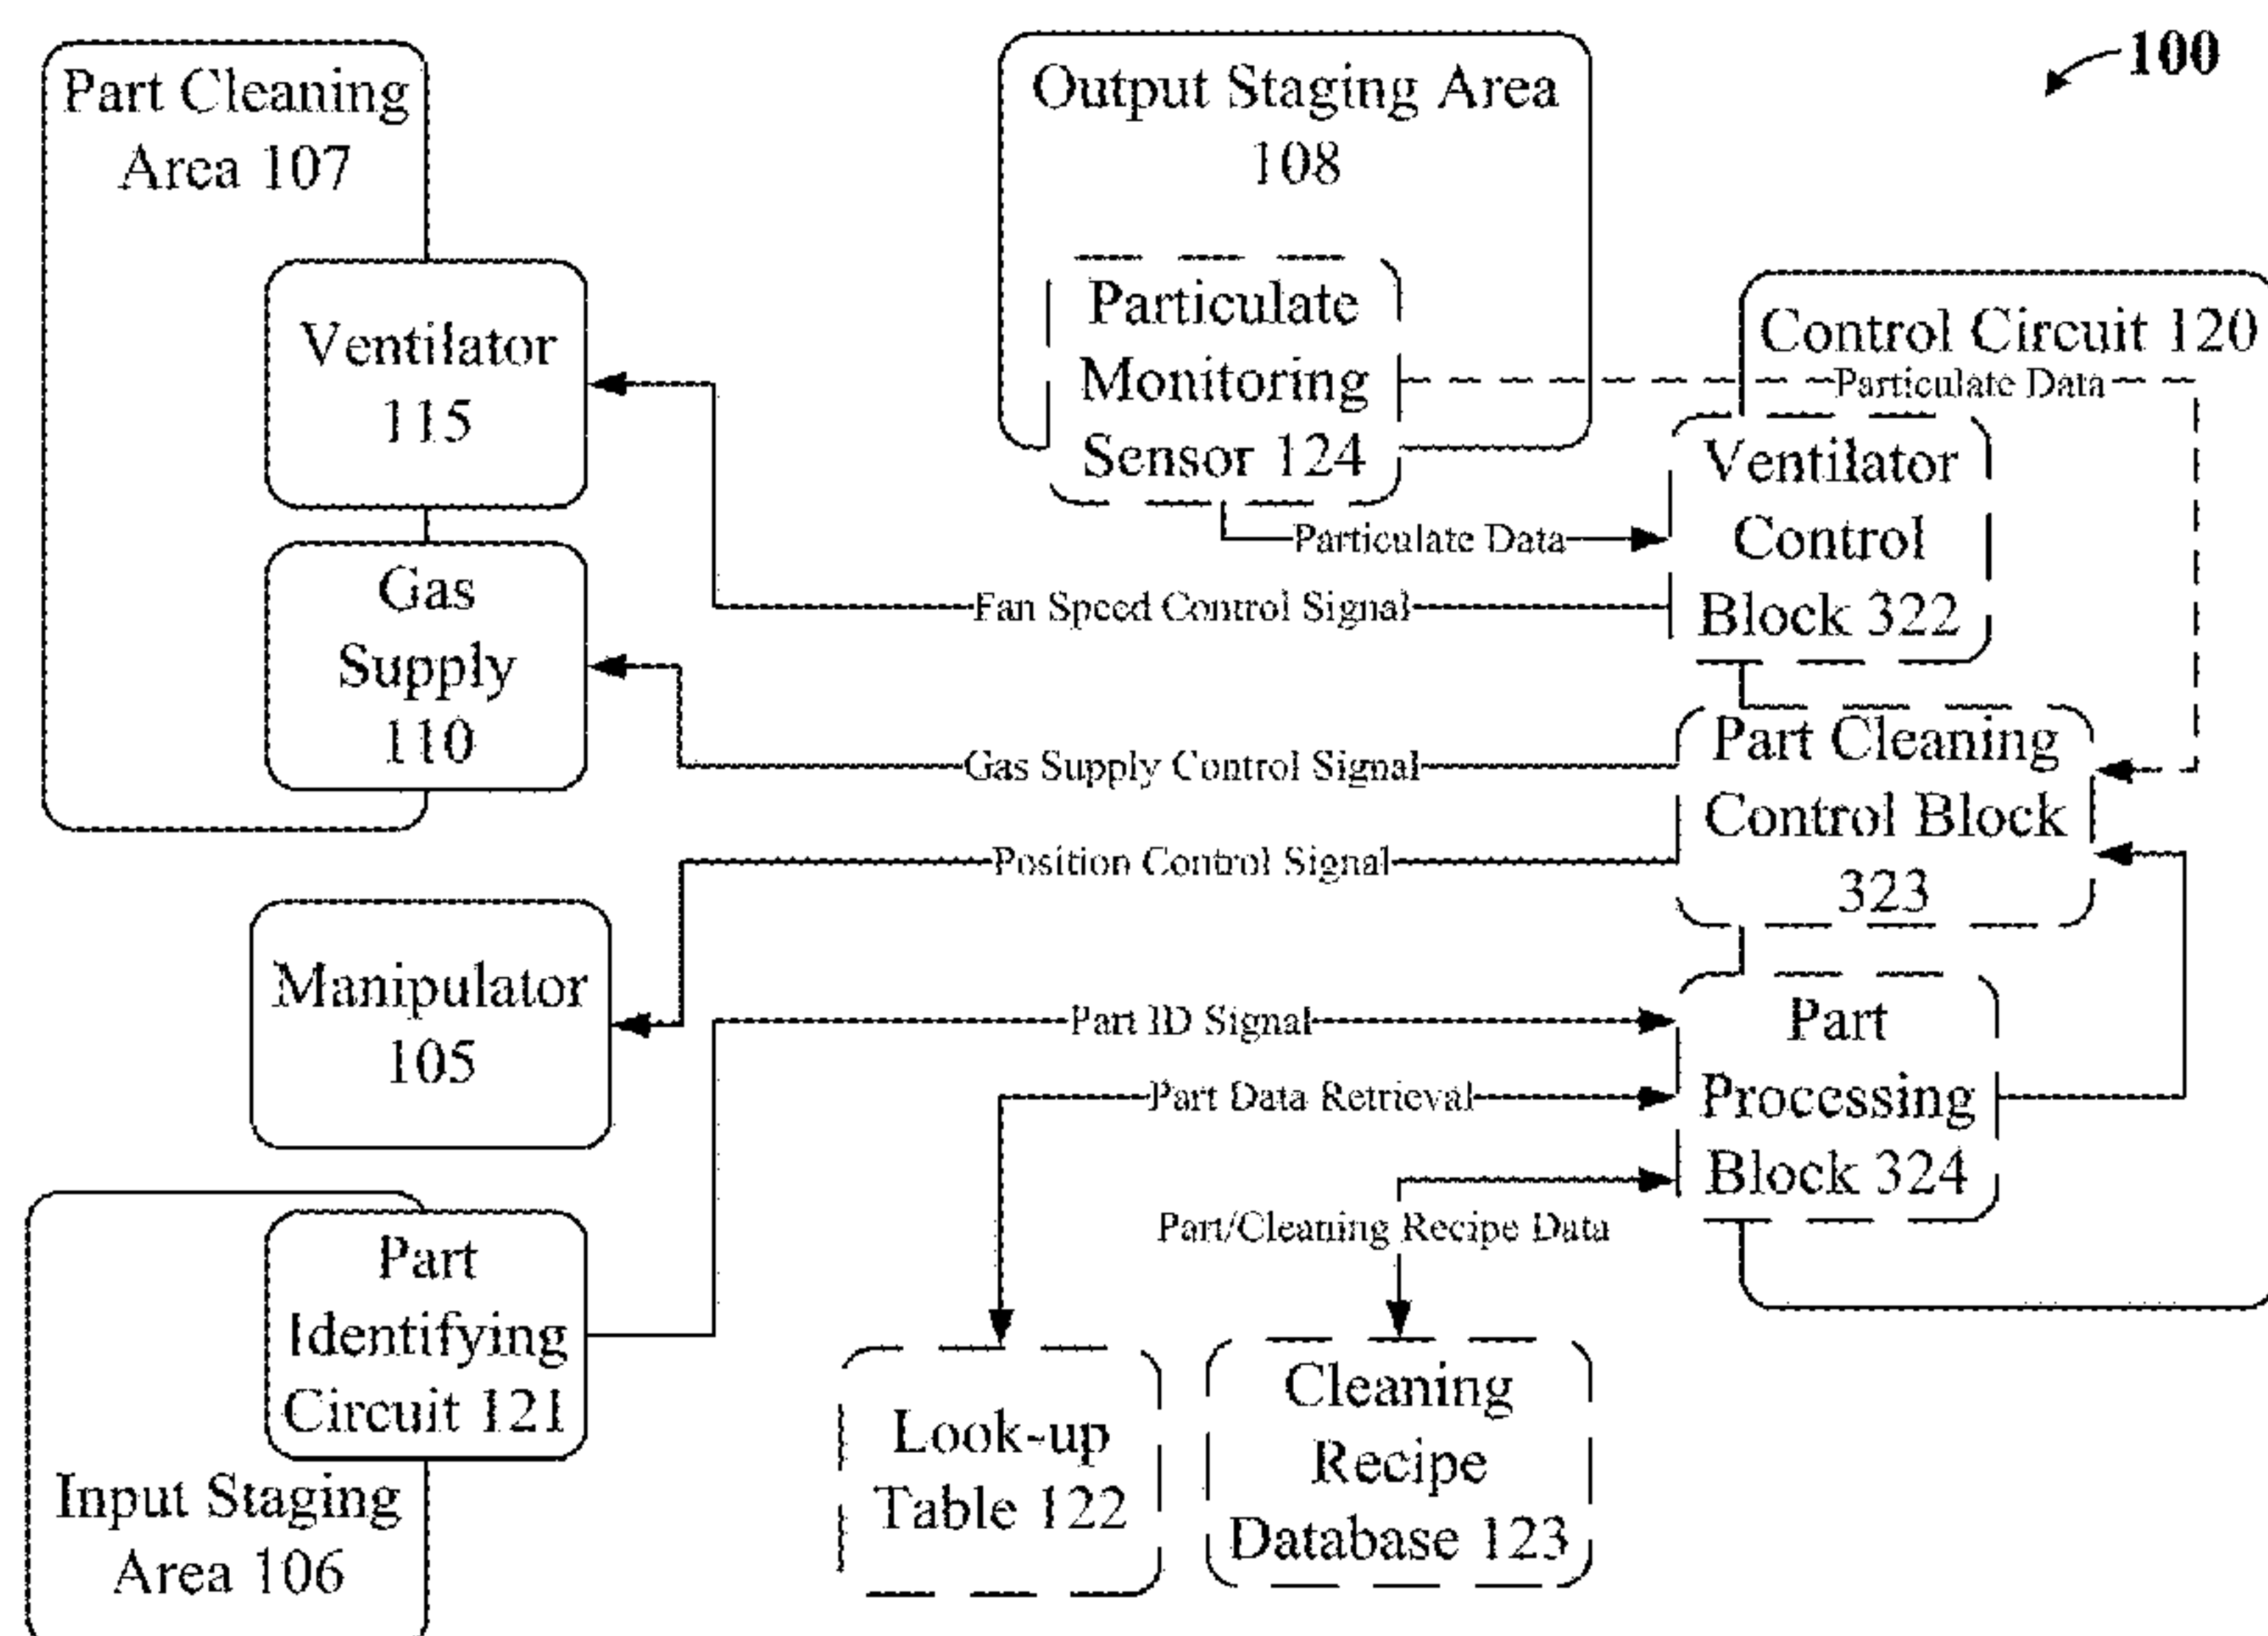 100
Part Cleaning
Area 107
Output Staging Area
108
Ventilator
115
Particulate
Monitoring
Sensor 124
Control Circuit 120
Particulate Data
Ventilator
Control
Block 322
Particulate Data
Fan Speed Control Signal
Gas
Supply
110
Gas Supply Control Signal
Part Cleaning
Control Block
323
Position Control Signal
Manipulator
105
Part ID Signal
Part Data Retrieval
Part
Processing
Block 324
Part/Cleaning Recipe Data
Part
Identifying
Circuit 121
Input Staging
Area 106
Look-up
Table 122
Cleaning
Recipe
Database 123